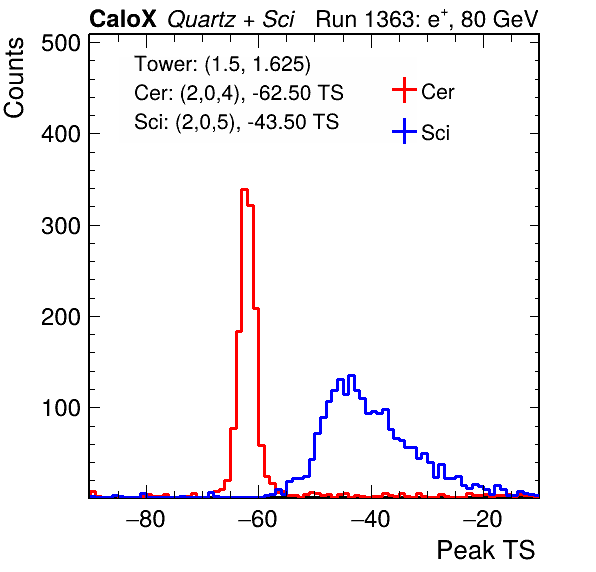 CaloX Quartz + Sci Run 1363: e+, 80 GeV
Counts
500
400
300
200
100
Tower: (1.5, 1.625)
Cer: (2,0,4), -62.50 TS
Sci: (2,0,5), -43.50 TS
Cer
Sci
−80 −60 −40 −20
Peak TS